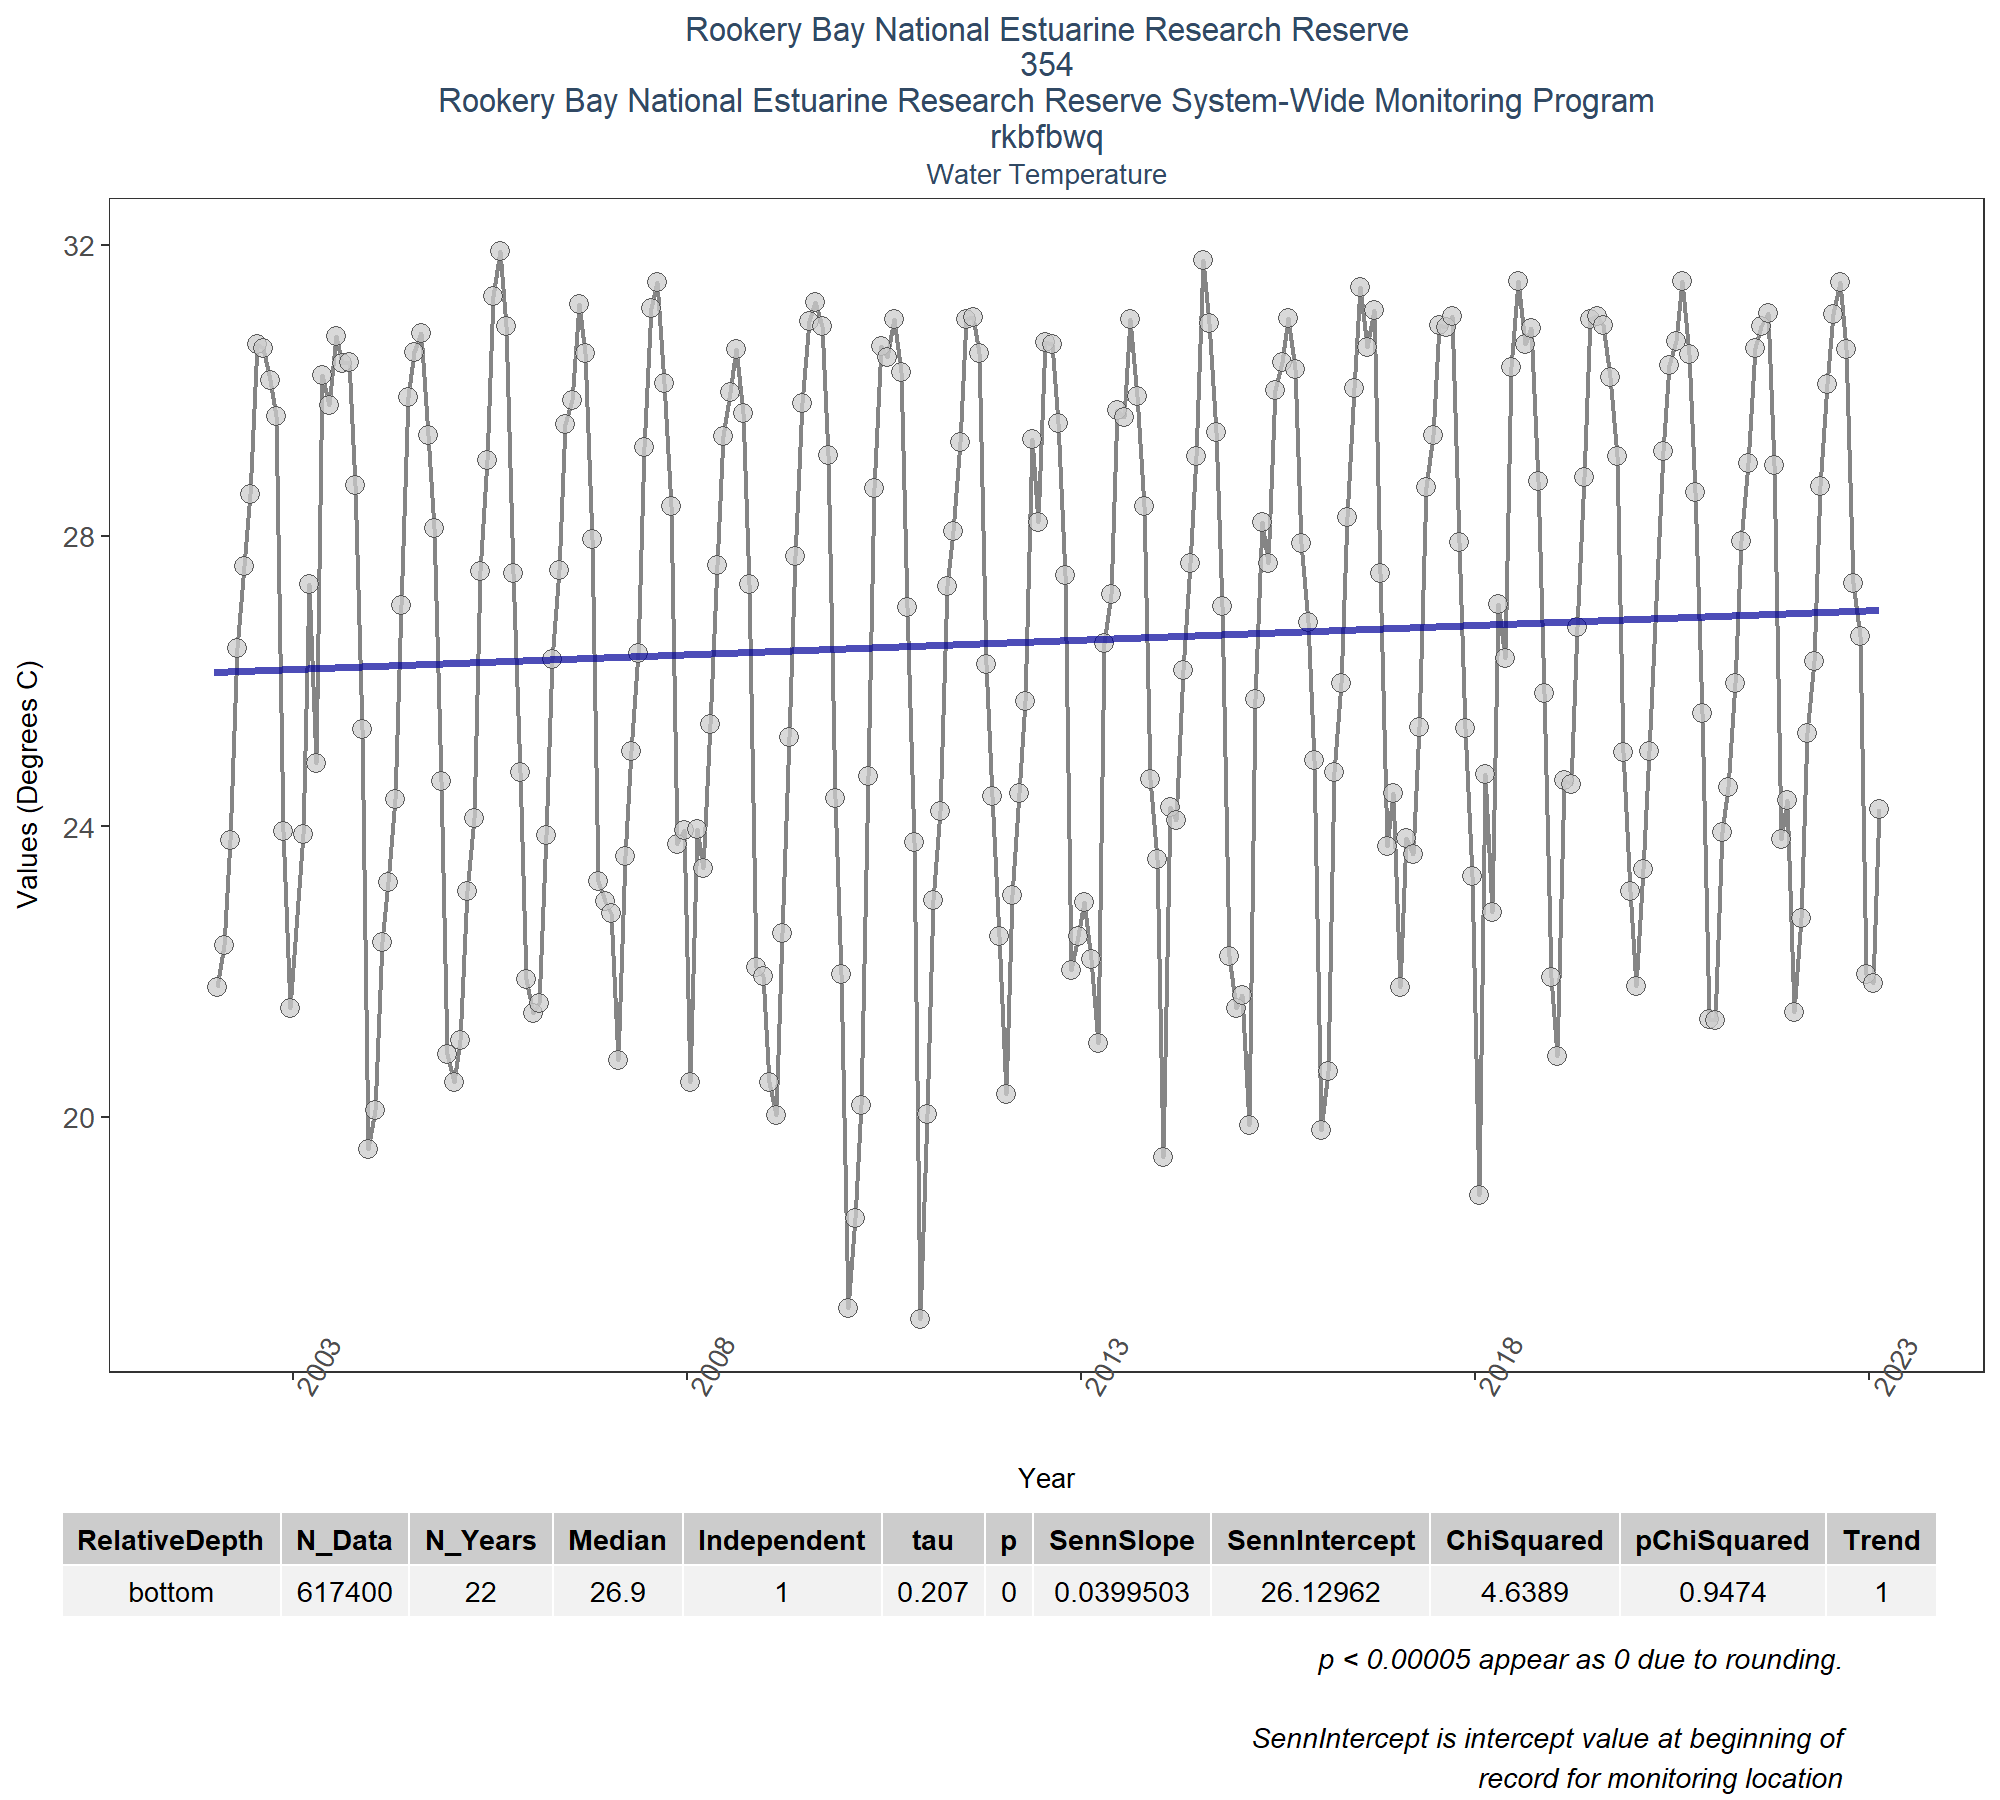 Rookery Bay National Estuarine Research Reserve
354
Rookery Bay National Estuarine Research Reserve System-Wide Monitoring Program
rkbfbwq
Water Temperature
32
28
24
20
Values (Degrees C)
2003 2008 2013 2018 2023
Year
RelativeDepth N_Data N_Years Median Independent tau p SennSlope SennIntercept ChiSquared pChiSquared Trend
bottom 617400 22 26.9 1 0.207 0 0.0399503 26.12962 4.6389 0.9474 1
p < 0.00005 appear as 0 due to rounding.
SennIntercept is intercept value at beginning of
record for monitoring location